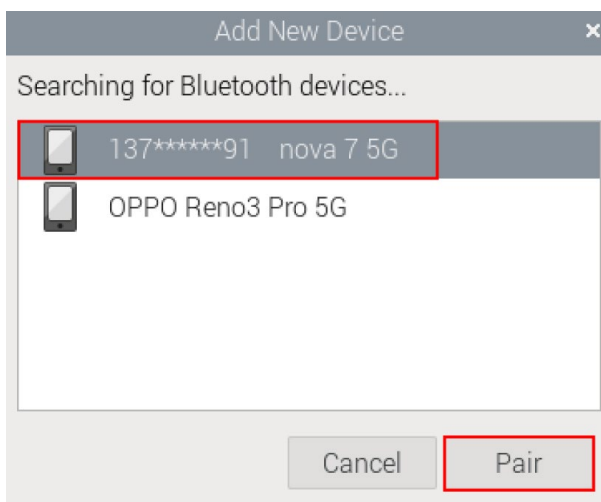 Add New Device ×
Searching for Bluetooth devices...
137******91 nova 7 5G
OPPO Reno3 Pro 5G
Cancel Pair